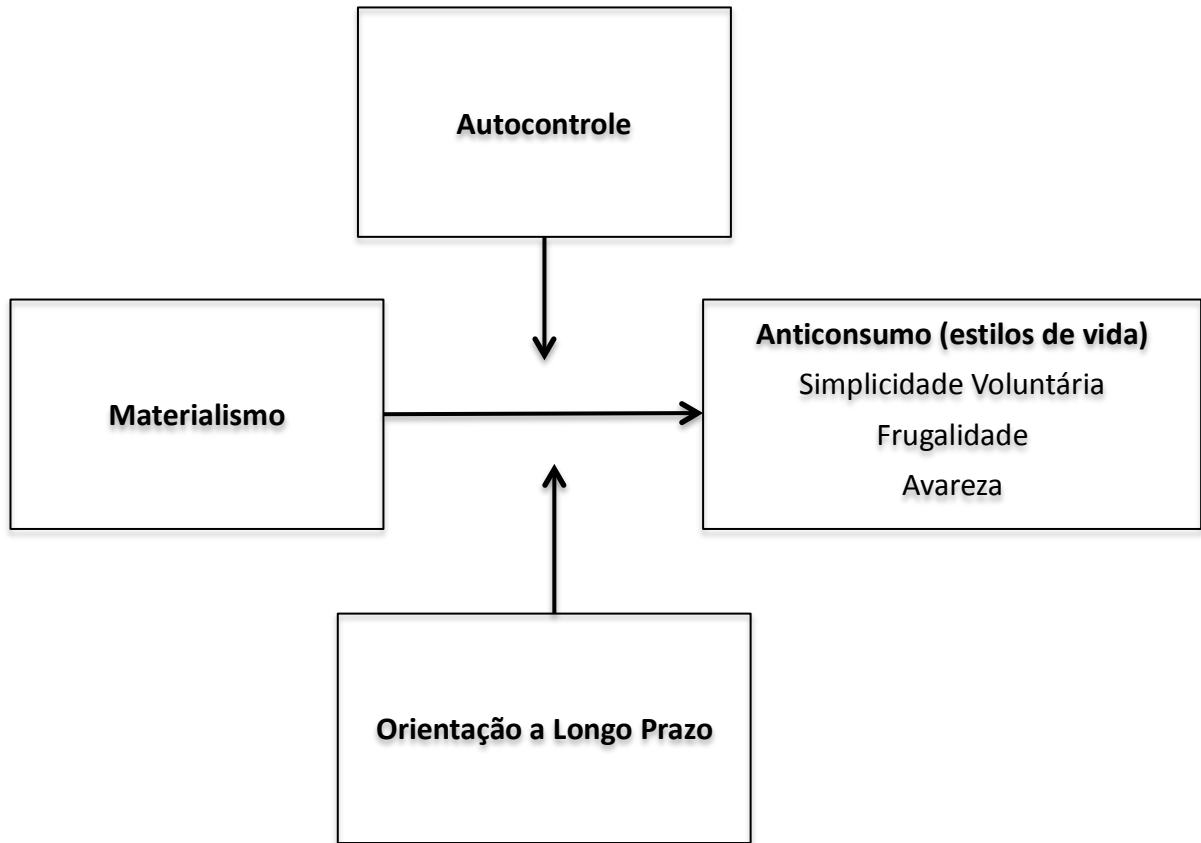 Autocontrole
Materialismo
Anticonsumo (estilos de vida)
Simplicidade Voluntária
Frugalidade
Avareza
Orientação a Longo Prazo